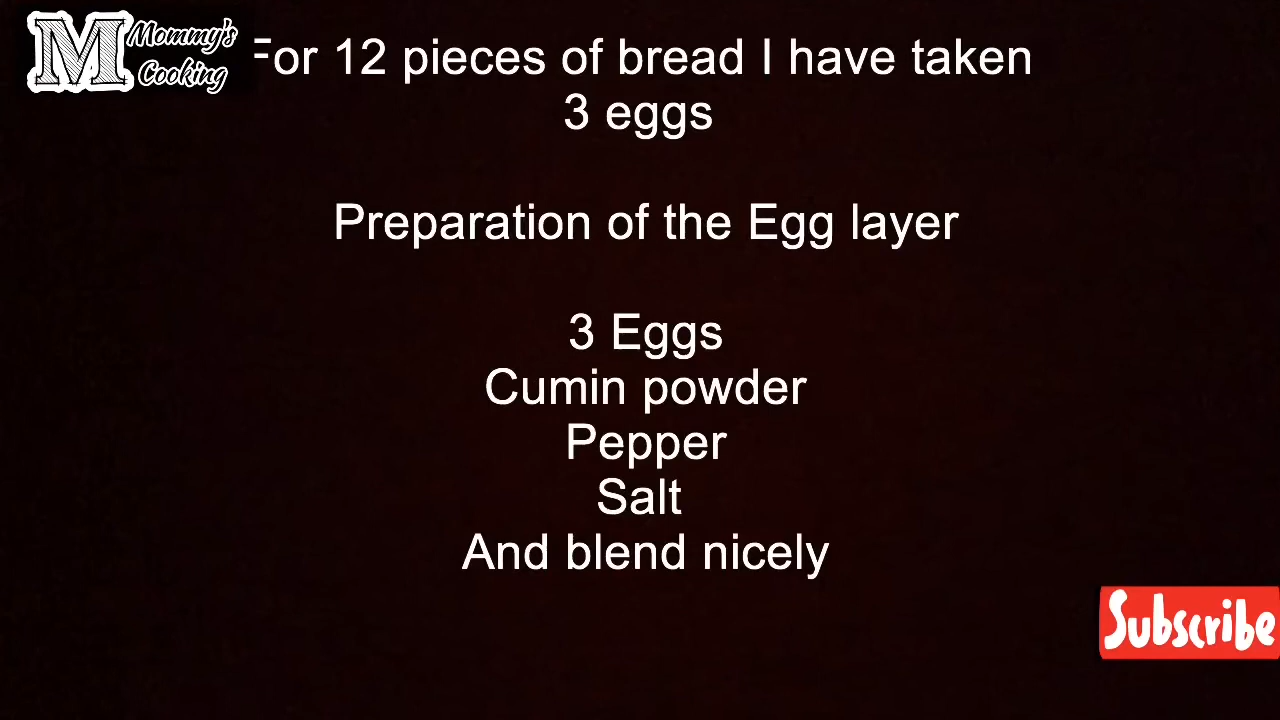 M Mommy's
Cooking
For 12 pieces of bread I have taken
3 eggs
Preparation of the Egg layer
3 Eggs
Cumin powder
Pepper
Salt
And blend nicely
Subscribe